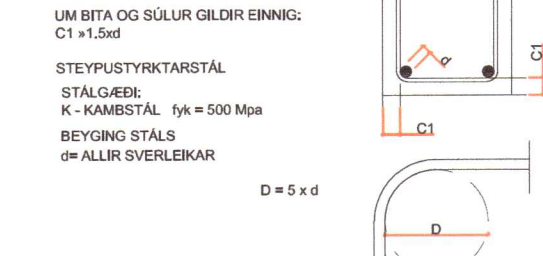 UM BITA OG SÚLUR GILDIR EINNIG:
C1 »1.5xd
STEYPUSTYRKTARSTÁL
STÁLGÆÐI:
K - KAMBSTÁL fyk = 500 Mpa
BEYGING STÁLS
d= ALLIR SVERLEIKAR
D = 5 x d
d
C1
C1
D